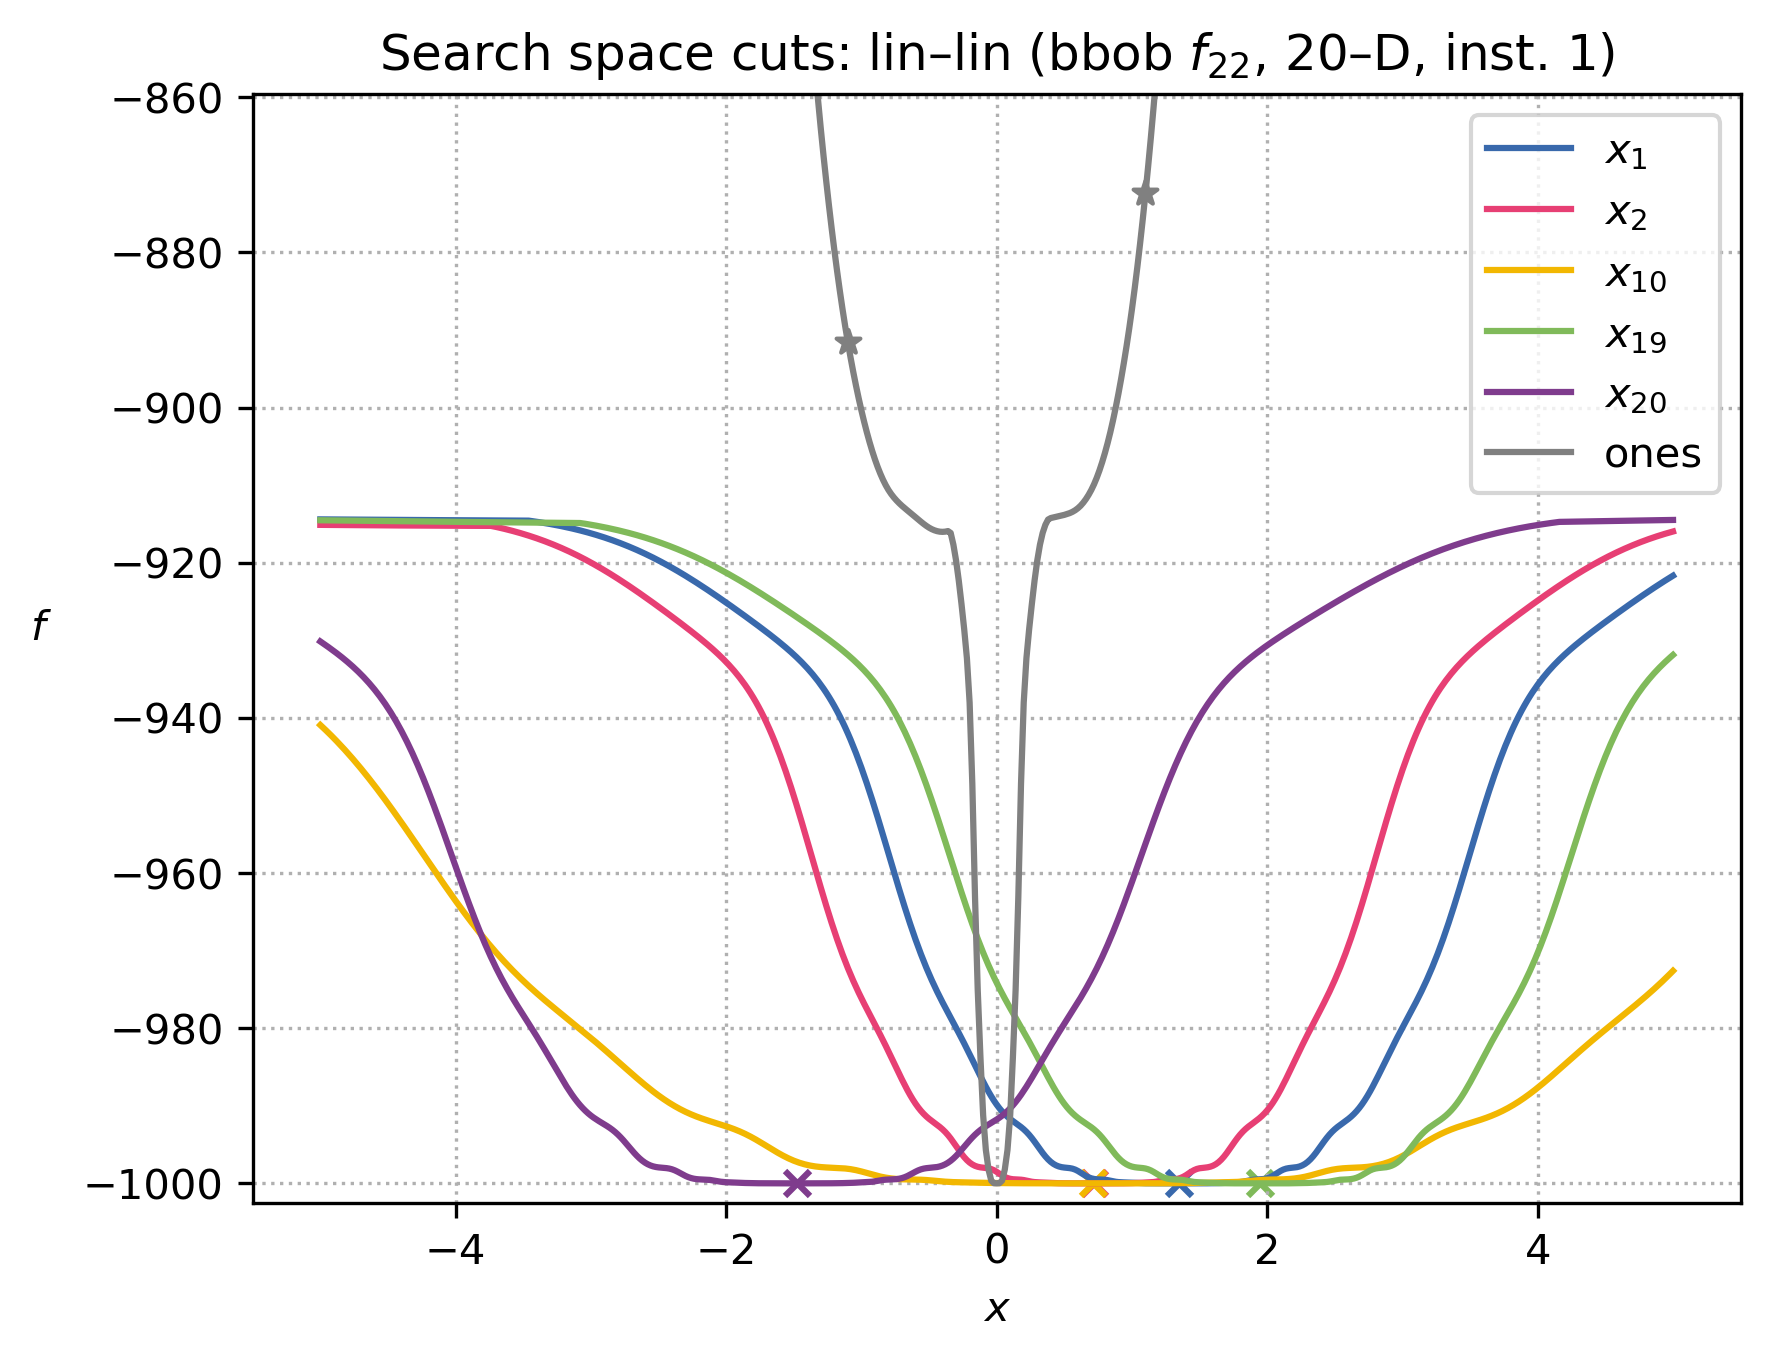 Search space cuts: lin–lin (bbob f22, 20–D, inst. 1)
−860
−880
−900
−920
−940
−960
−980
−1000
f
x1
x2
x10
x19
x20
ones
−4
−2
0
2
4
x